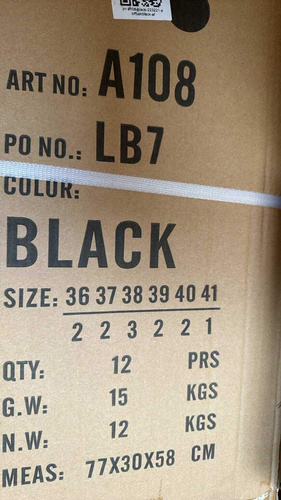 ART NO: A108
PO NO.: LB7
COLOR:
BLACK
SIZE: 36 37 38 39 40 41
2 2 3 2 2 1
QTY: 12 PRS
G.W: 15 KGS
N.W: 12 KGS
MEAS: 77X30X58 CM